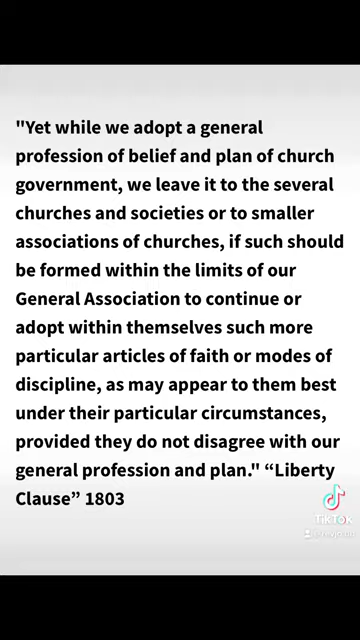 "Yet while we adopt a general
profession of belief and plan of church
government, we leave it to the several
churches and societies or to smaller
associations of churches, if such should
be formed within the limits of our
General Association to continue or
adopt within themselves such more
particular articles of faith or modes of
discipline, as may appear to them best
under their particular circumstances,
provided they do not disagree with our
general profession and plan." “Liberty
Clause” 1803
TikTok